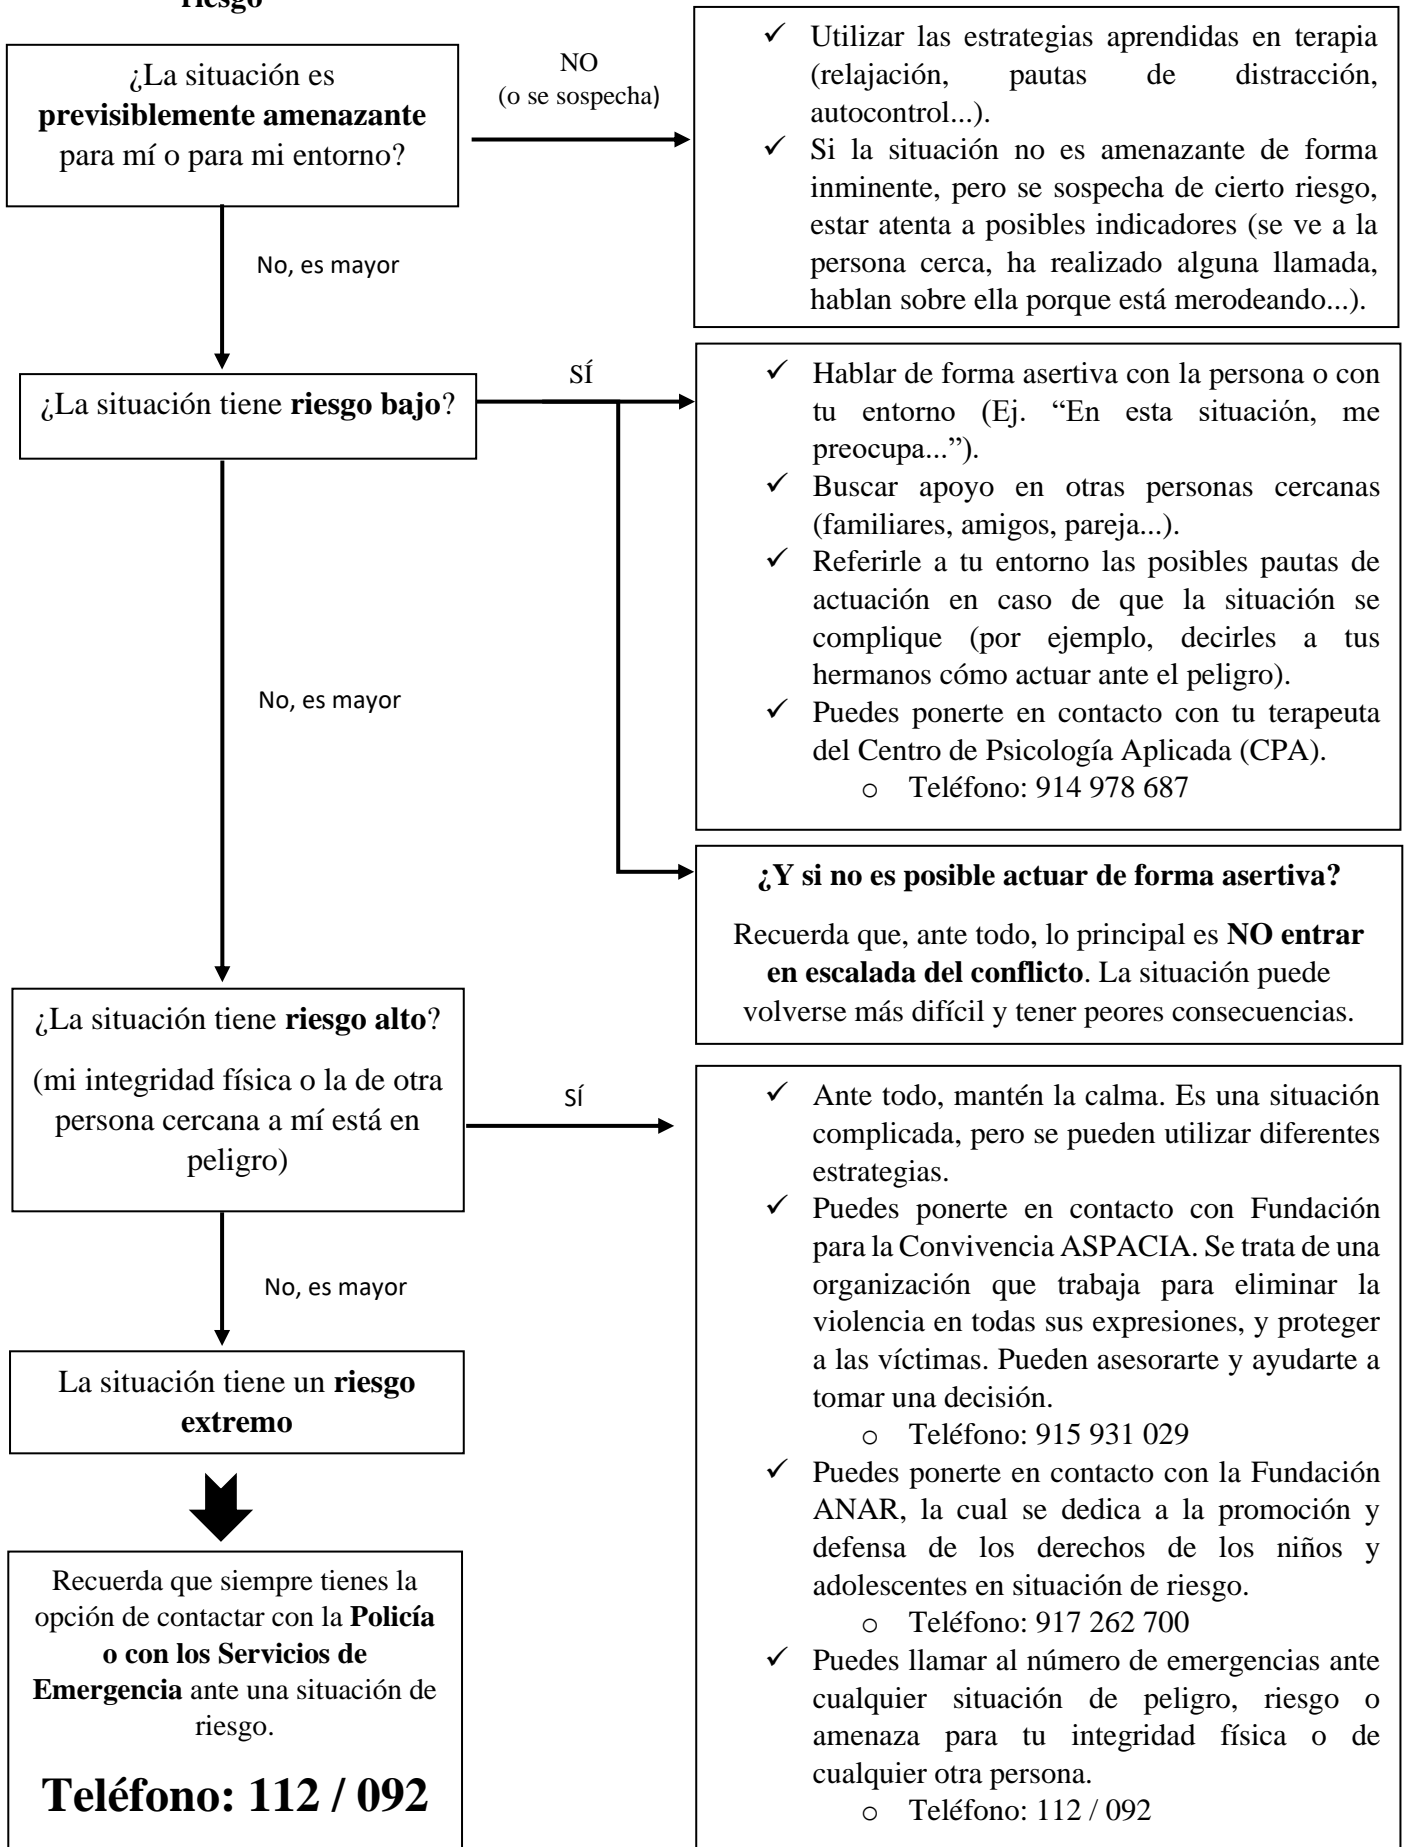 riesgo
¿La situación es
previsiblemente amenazante
para mí o para mi entorno?
NO
(o se sospecha)
✓ Utilizar las estrategias aprendidas en terapia
(relajación, pautas de distracción,
autocontrol...).
✓ Si la situación no es amenazante de forma
inminente, pero se sospecha de cierto riesgo,
estar atenta a posibles indicadores (se ve a la
persona cerca, ha realizado alguna llamada,
hablan sobre ella porque está merodeando...).
No, es mayor
¿La situación tiene riesgo bajo?
SÍ
✓ Hablar de forma asertiva con la persona o con
tu entorno (Ej. “En esta situación, me
preocupa...”).
✓ Buscar apoyo en otras personas cercanas
(familiares, amigos, pareja...).
✓ Referirle a tu entorno las posibles pautas de
actuación en caso de que la situación se
complique (por ejemplo, decirles a tus
hermanos cómo actuar ante el peligro).
✓ Puedes ponerte en contacto con tu terapeuta
del Centro de Psicología Aplicada (CPA).
o Teléfono: 914 978 687
No, es mayor
¿Y si no es posible actuar de forma asertiva?
Recuerda que, ante todo, lo principal es NO entrar
en escalada del conflicto. La situación puede
volverse más difícil y tener peores consecuencias.
¿La situación tiene riesgo alto?
(mi integridad física o la de otra
persona cercana a mí está en
peligro)
SÍ
✓ Ante todo, mantén la calma. Es una situación
complicada, pero se pueden utilizar diferentes
estrategias.
✓ Puedes ponerte en contacto con Fundación
para la Convivencia ASPACIA. Se trata de una
organización que trabaja para eliminar la
violencia en todas sus expresiones, y proteger
a las víctimas. Pueden asesorarte y ayudarte a
tomar una decisión.
o Teléfono: 915 931 029
✓ Puedes ponerte en contacto con la Fundación
ANAR, la cual se dedica a la promoción y
defensa de los derechos de los niños y
adolescentes en situación de riesgo.
o Teléfono: 917 262 700
✓ Puedes llamar al número de emergencias ante
cualquier situación de peligro, riesgo o
amenaza para tu integridad física o de
cualquier otra persona.
o Teléfono: 112 / 092
No, es mayor
La situación tiene un riesgo
extremo
Recuerda que siempre tienes la
opción de contactar con la Policía
o con los Servicios de
Emergencia ante una situación de
riesgo.
Teléfono: 112 / 092